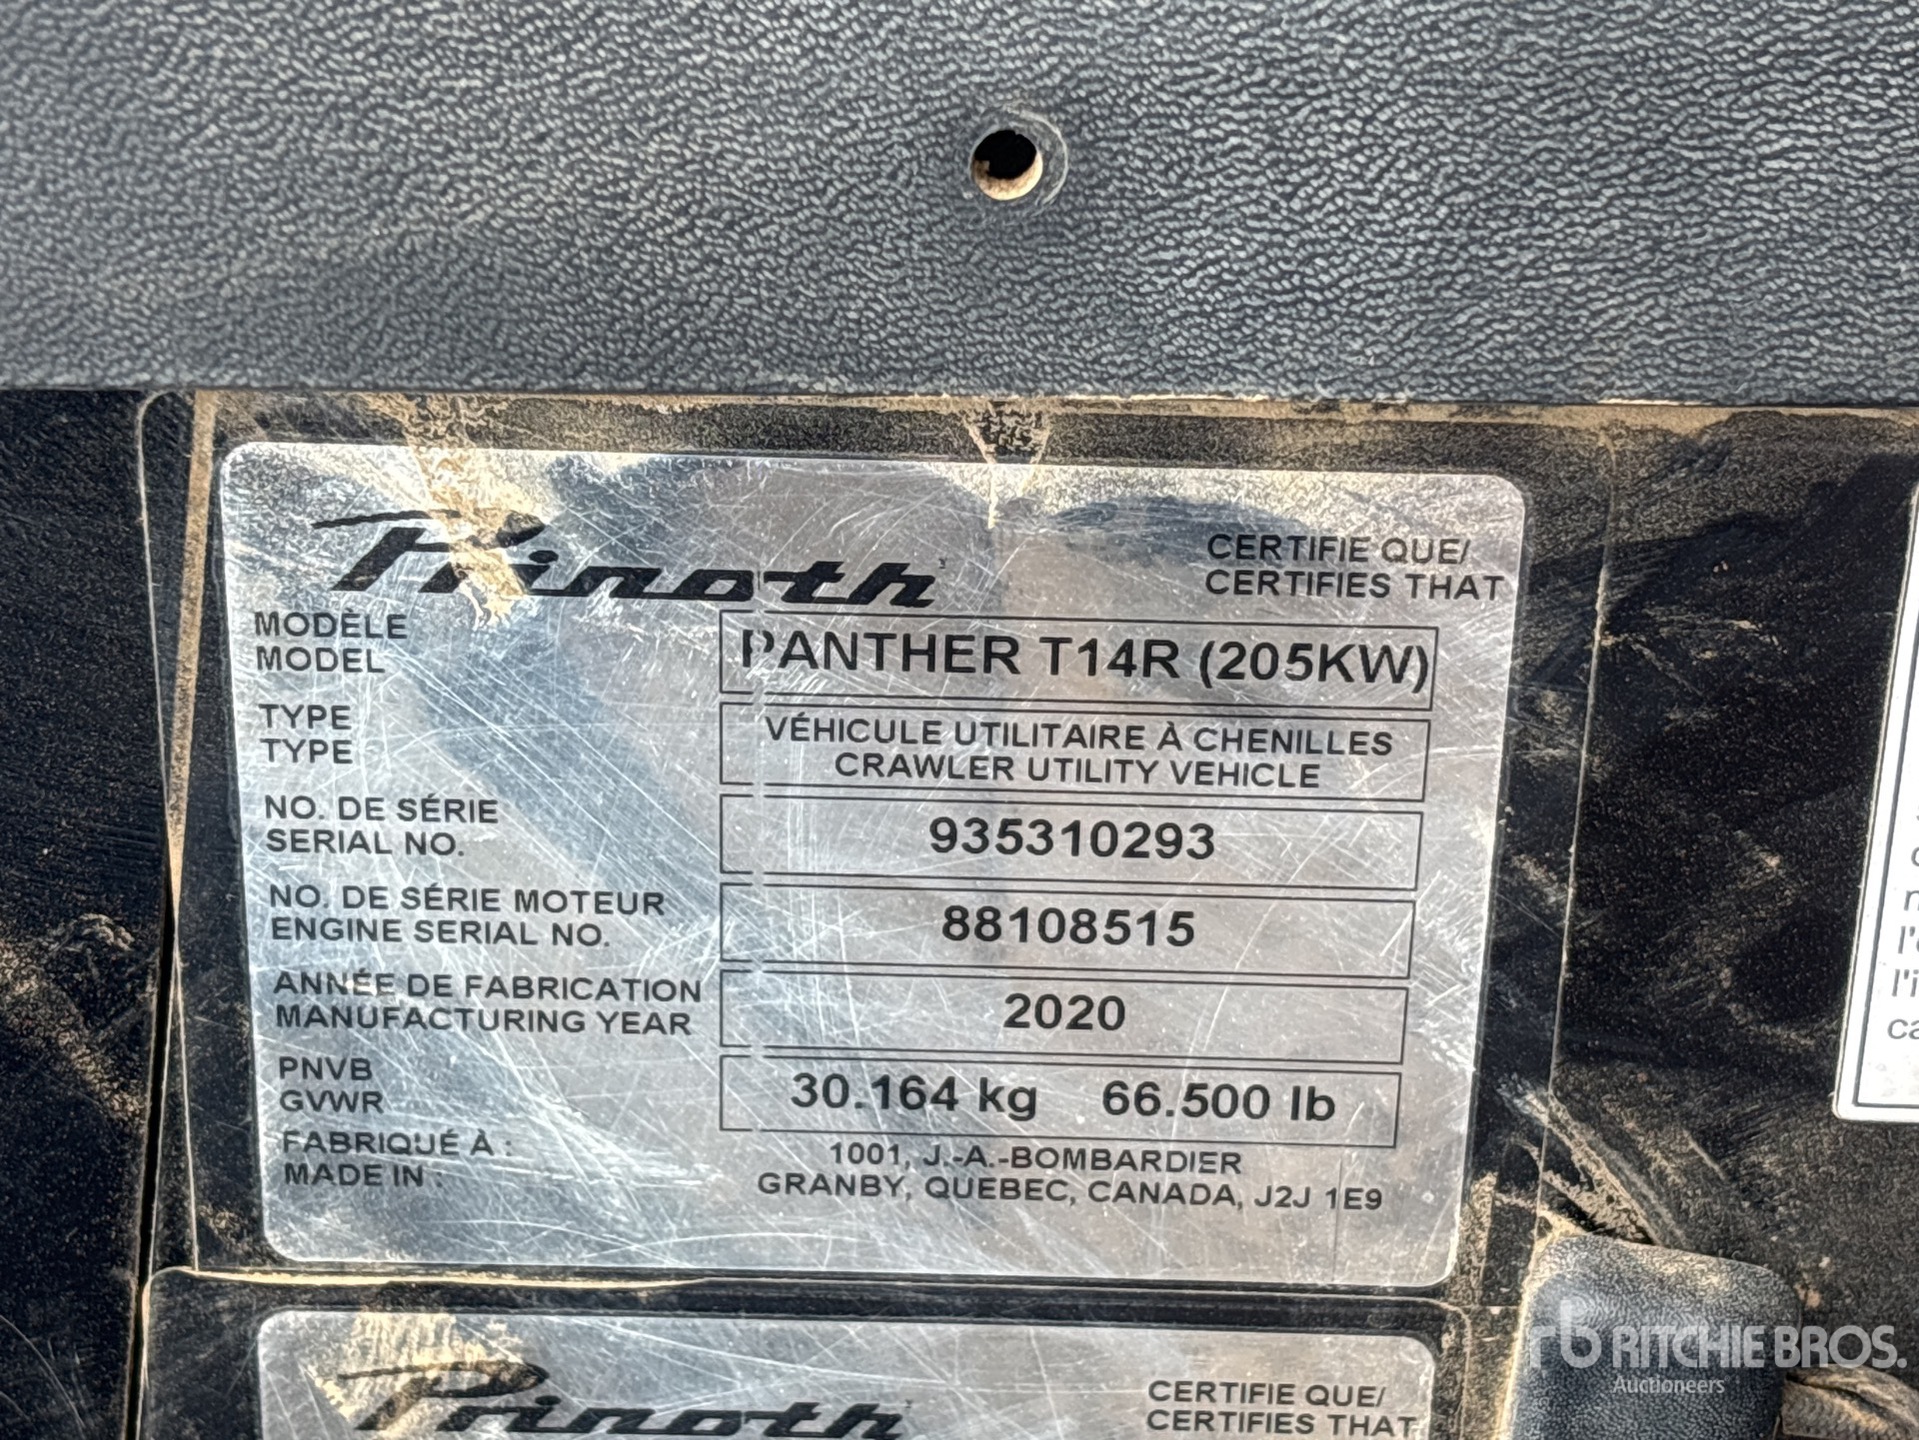 Prinoth
CERTIFIE QUE/
CERTIFIES THAT
MODÈLE
MODEL
PANTHER T14R (205KW)
TYPE
TYPE
VÉHICULE UTILITAIRE À CHENILLES
CRAWLER UTILITY VEHICLE
NO. DE SÉRIE
SERIAL NO.
935310293
NO. DE SÉRIE MOTEUR
ENGINE SERIAL NO.
88108515
ANNÉE DE FABRICATION
MANUFACTURING YEAR
2020
PNVB
GVWR
30.164 kg 66.500 lb
FABRIQUÉ À :
MADE IN :
1001, J.-A.-BOMBARDIER
GRANBY, QUEBEC, CANADA, J2J 1E9
Prinoth
CERTIFIE QUE/
CERTIFIES THAT
rb RITCHIE BROS.
Auctioneers